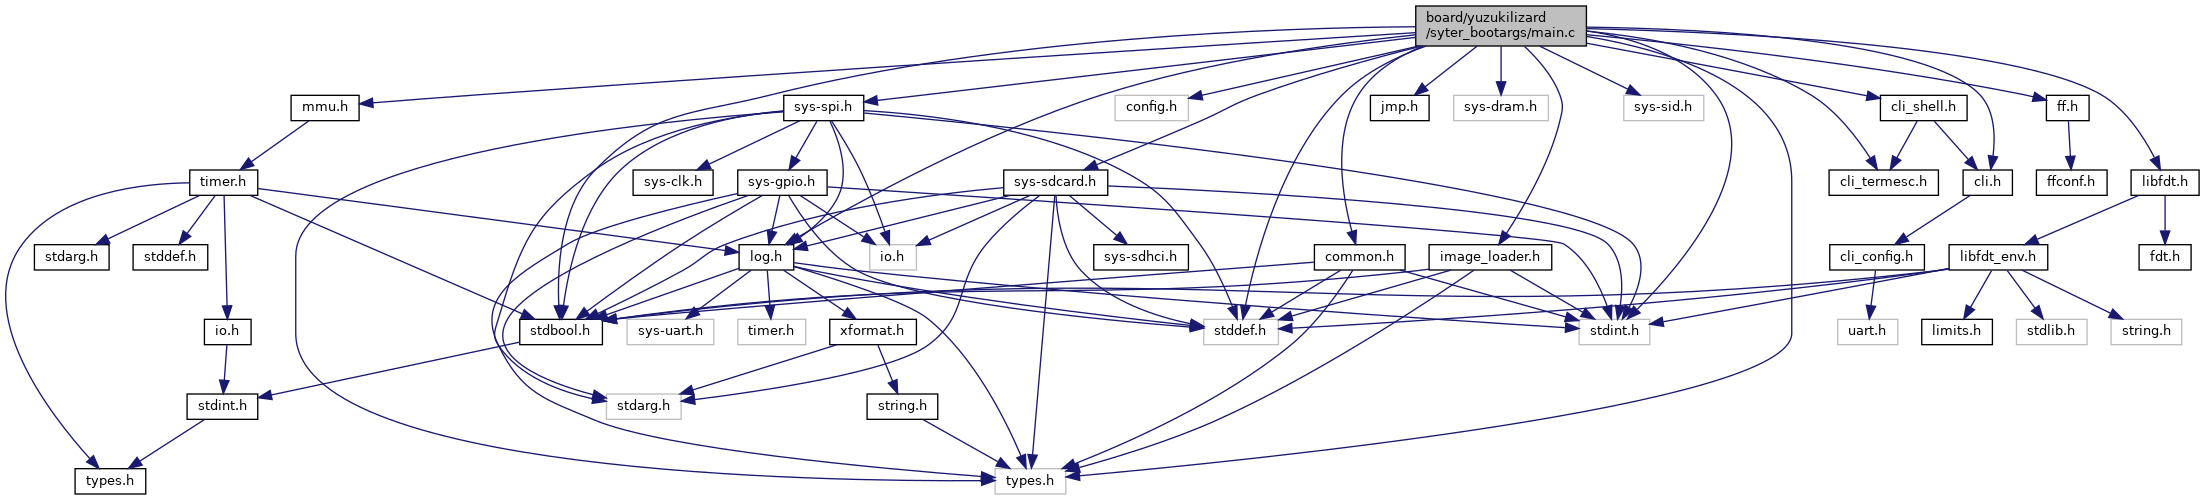 board/yuzukilizard
/syter_bootargs/main.c
mmu.h
sys-spi.h
config.h
jmp.h
sys-dram.h
sys-sid.h
cli_shell.h
ff.h
timer.h
sys-clk.h
sys-gpio.h
sys-sdcard.h
cli_termesc.h
cli.h
ffconf.h
libfdt.h
stdarg.h
stddef.h
log.h
io.h
sys-sdhci.h
common.h
image_loader.h
cli_config.h
libfdt_env.h
fdt.h
io.h
stdbool.h
sys-uart.h
timer.h
xformat.h
stddef.h
stdint.h
uart.h
limits.h
stdlib.h
string.h
stdint.h
stdarg.h
string.h
types.h
types.h